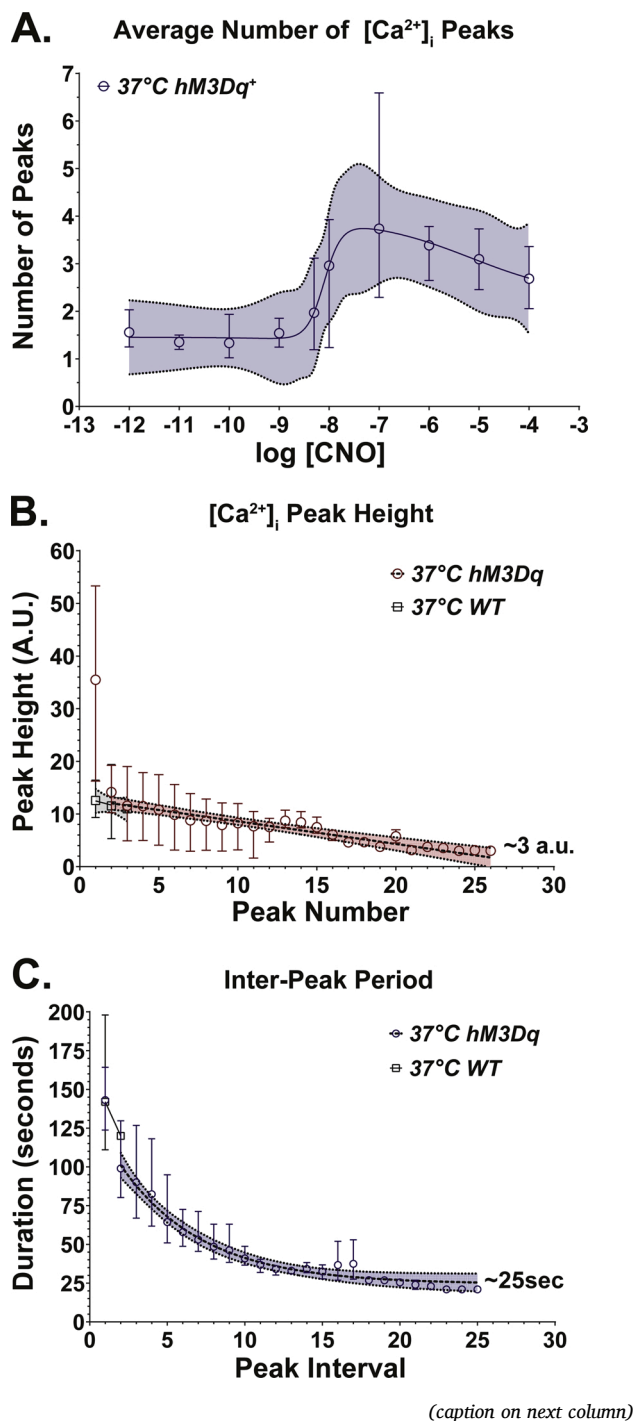 A. Average Number of [Ca²⁺]ᵢ Peaks
37°C hM3Dq⁺
Number of Peaks
7
6
5
4
3
2
1
0
-13 -12 -11 -10 -9 -8 -7 -6 -5 -4 -3
log [CNO]
B. [Ca²⁺]ᵢ Peak Height
37°C hM3Dq
37°C WT
Peak Height (A.U.)
60
50
40
30
20
10
0
~3 a.u.
0 5 10 15 20 25 30
Peak Number
C. Inter-Peak Period
37°C hM3Dq
37°C WT
Duration (seconds)
200
175
150
125
100
75
50
25
0
~25sec
0 5 10 15 20 25 30
Peak Interval
(caption on next column)